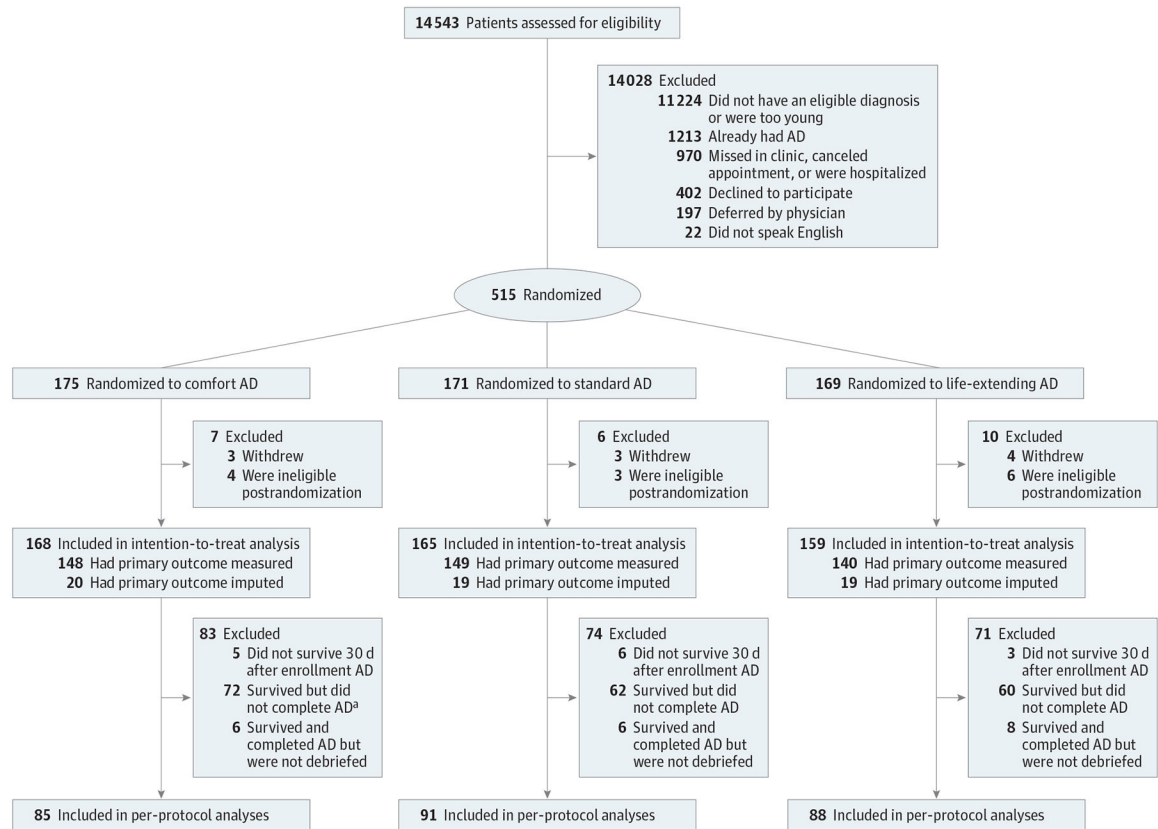 14 543 Patients assessed for eligibility
14 028 Excluded
11 224 Did not have an eligible diagnosis
or were too young
1213 Already had AD
970 Missed in clinic, canceled
appointment, or were hospitalized
402 Declined to participate
197 Deferred by physician
22 Did not speak English
515 Randomized
175 Randomized to comfort AD
171 Randomized to standard AD
169 Randomized to life-extending AD
7 Excluded
3 Withdrew
4 Were ineligible
postrandomization
6 Excluded
3 Withdrew
3 Were ineligible
postrandomization
10 Excluded
4 Withdrew
6 Were ineligible
postrandomization
168 Included in intention-to-treat analysis
148 Had primary outcome measured
20 Had primary outcome imputed
165 Included in intention-to-treat analysis
149 Had primary outcome measured
19 Had primary outcome imputed
159 Included in intention-to-treat analysis
140 Had primary outcome measured
19 Had primary outcome imputed
83 Excluded
5 Did not survive 30 d
after enrollment AD
72 Survived but did
not complete ADa
6 Survived and
completed AD but
were not debriefed
74 Excluded
6 Did not survive 30 d
after enrollment AD
62 Survived but did
not complete AD
6 Survived and
completed AD but
were not debriefed
71 Excluded
3 Did not survive 30 d
after enrollment AD
60 Survived but did
not complete AD
8 Survived and
completed AD but
were not debriefed
85 Included in per-protocol analyses
91 Included in per-protocol analyses
88 Included in per-protocol analyses